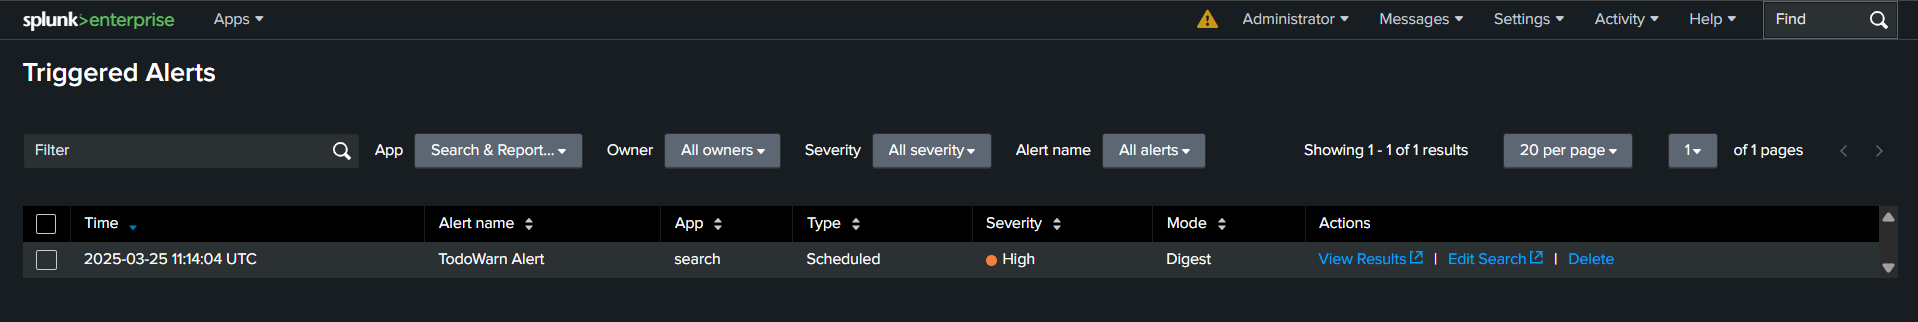 splunk>enterprise Apps Administrator Messages Settings Activity Help Find
Triggered Alerts
Filter App Search & Report... Owner All owners Severity All severity Alert name All alerts Showing 1 - 1 of 1 results 20 per page 1 of 1 pages
Time Alert name App Type Severity Mode Actions
2025-03-25 11:14:04 UTC TodoWarn Alert search Scheduled High Digest View Results | Edit Search | Delete